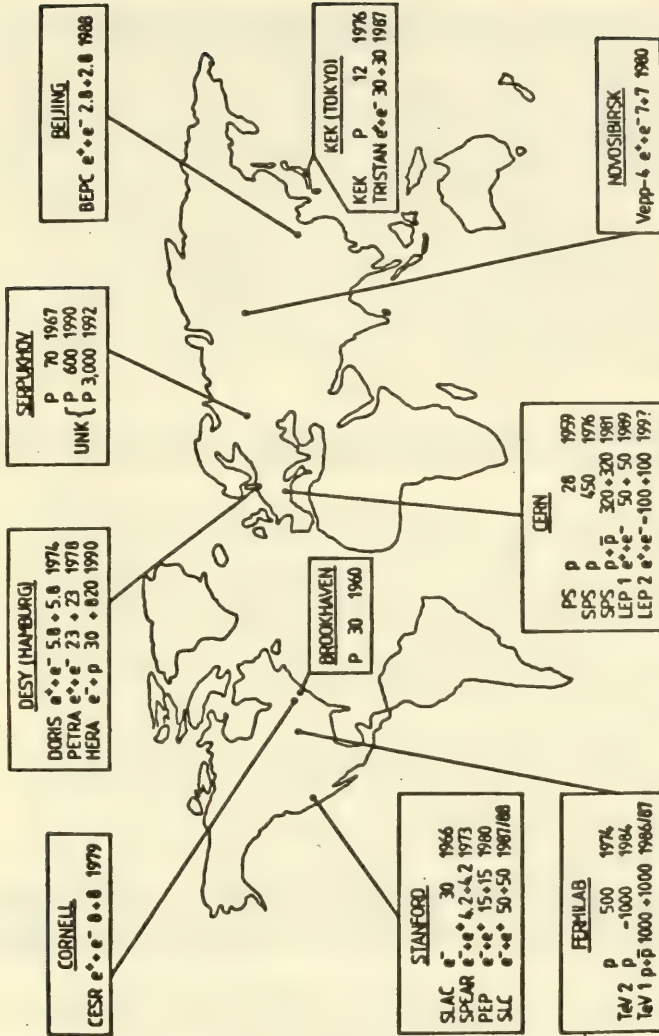 CORNELL
CESR e⁺+e⁻ 8+8 1979
DESY (HAMBURG)
DORIS e⁺+e⁻ 5.8+5.8 1974
PETRA e⁺+e⁻ 23 + 23 1978
HERA e⁻+p 30 + 820 1990
SERPUKHOV
P 70 1967
UNK { P 600 1990
P 3,000 1992
BEIJING
BEPC e⁺+e⁻ 2.8+2.8 1988
BROOKHAVEN
P 30 1960
KEK (TOKYO)
KEK P 12 1976
TRISTAN e⁺+e⁻ 30+30 1987
STANFORD
SLAC e⁻ 30 1966
SPEAR e⁻+e⁺ 4.2+4.2 1973
PEP e⁻+e⁺ 15+15 1980
SLC e⁻+e⁺ 50+50 1987/88
FERMILAB
P 500 1974
TeV 2 p ~1000 1984
TeV 1 p+p̄ 1000+1000 1986/87
CERN
PS p 28 1959
SPS p 450 1976
SPS p+p̄ 320+320 1981
LEP 1 e⁺+e⁻ 50+50 1989
LEP 2 e⁺+e⁻ ~100+100 199?
NOVOSIBIRSK
Vepp-4 e⁺+e⁻ 7+7 1980